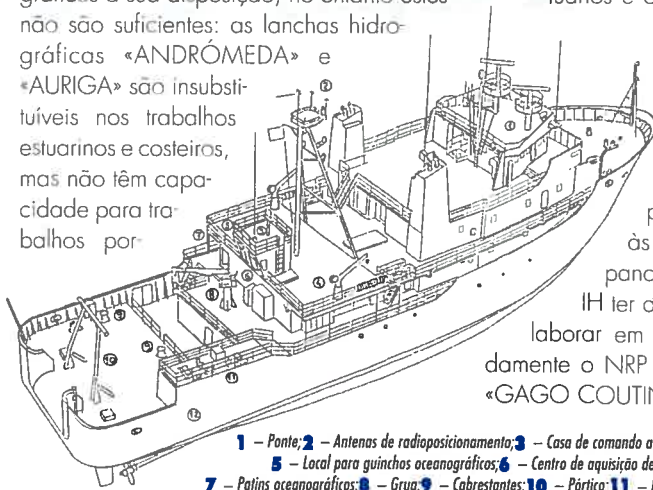 não são suficientes: as lanchas hidro-
gráficas «ANDRÓMEDA» e
«AURIGA» são insubsti-
tuíveis nos trabalhos
estuarinos e costeiros,
mas não têm capa-
cidade para tra-
balhos por-
às
IH ter
laborar em
damente o NRP
«GAGO
1 – Ponte; 2 – Antenas de radioposicionamento; 3 – Casa de comando
5 – Local para guinchos oceanográficos; 6 – Centro de aquisição de
7 – Patins oceanográficos; 8 – Grua; 9 – Cabrestantes; 10 – Pórtico; 11 –